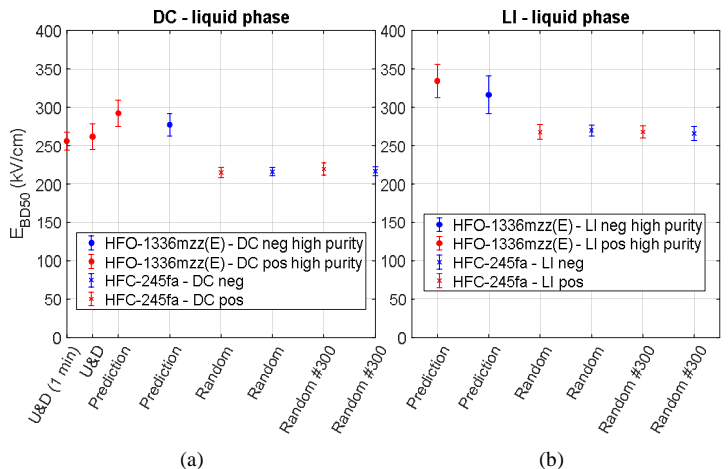 DC - liquid phase
E_BD50 (kV/cm)
400
350
300
250
200
150
100
50
0
HFO-1336mzz(E) - DC neg high purity
HFO-1336mzz(E) - DC pos high purity
HFC-245fa - DC neg
HFC-245fa - DC pos
U&D (1 min)
U&D
Prediction
Prediction
Random
Random
Random #300
Random #300
(a)
LI - liquid phase
400
350
300
250
200
150
100
50
0
HFO-1336mzz(E) - LI neg high purity
HFO-1336mzz(E) - LI pos high purity
HFC-245fa - LI neg
HFC-245fa - LI pos
Prediction
Prediction
Random
Random
Random #300
Random #300
(b)